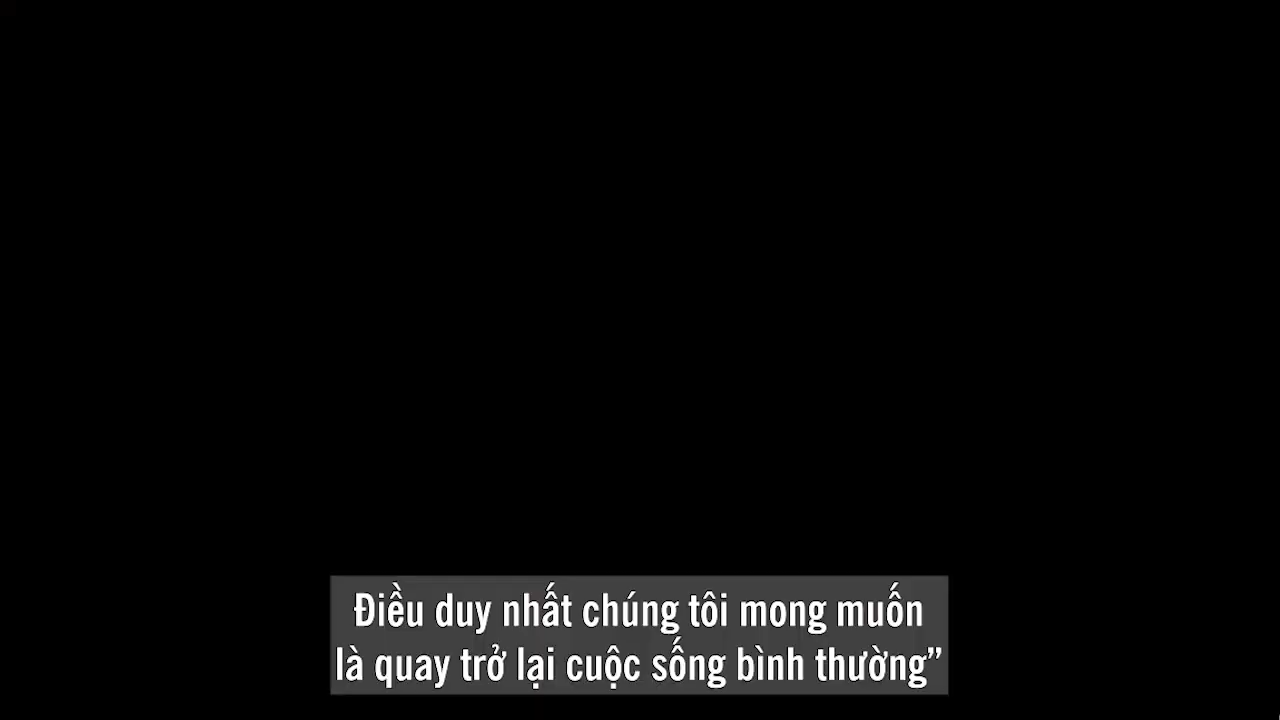 Điều duy nhất chúng tôi mong muốn
là quay trở lại cuộc sống bình thường”